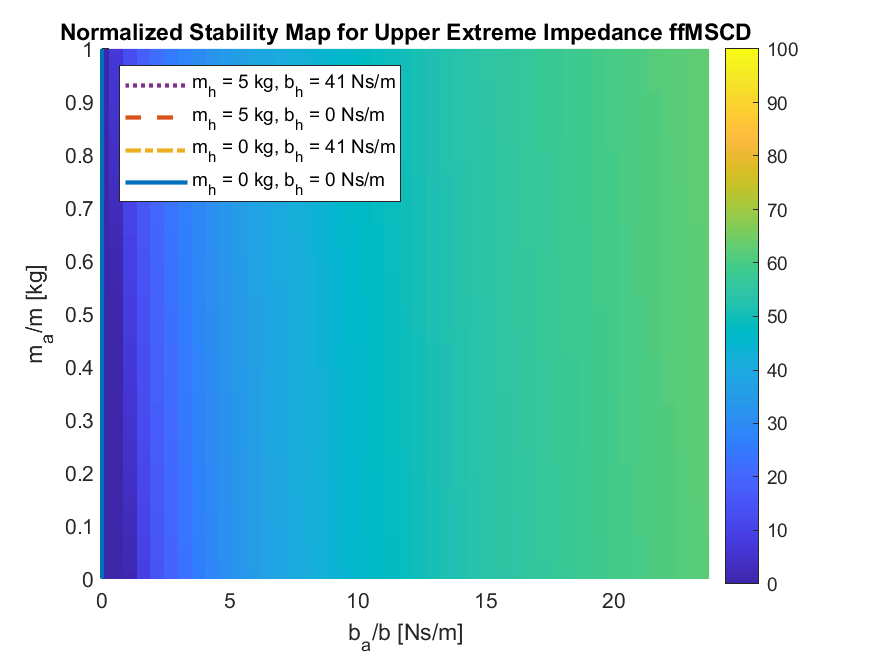 Normalized Stability Map for Upper Extreme Impedance ffMSCD
m_h = 5 kg, b_h = 41 Ns/m
m_h = 5 kg, b_h = 0 Ns/m
m_h = 0 kg, b_h = 41 Ns/m
m_h = 0 kg, b_h = 0 Ns/m
m_a/m [kg]
1
0.9
0.8
0.7
0.6
0.5
0.4
0.3
0.2
0.1
0
0 5 10 15 20
b_a/b [Ns/m]
100
90
80
70
60
50
40
30
20
10
0